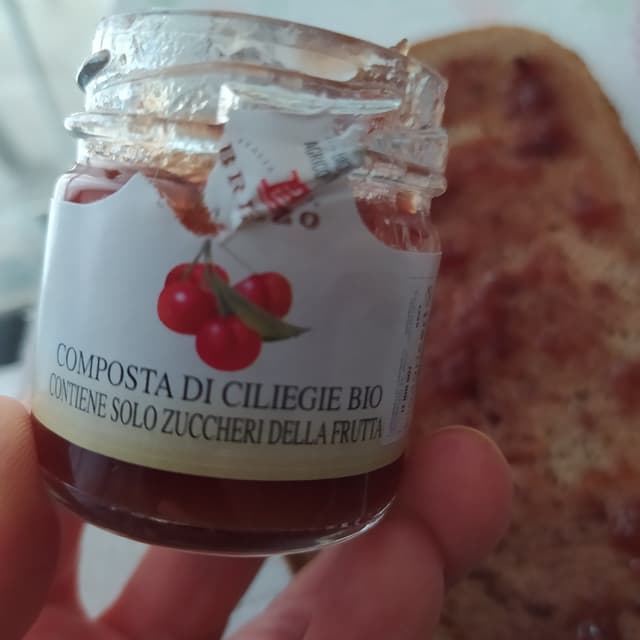 COMPOSTA DI CILIEGIE BIO
CONTIENE SOLO ZUCCHERI DELLA FRUTTA